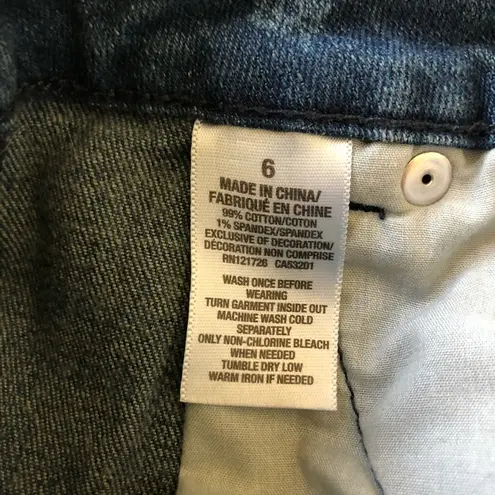 6
MADE IN CHINA/
FABRIQUÉ EN CHINE
99% COTTON/COTON
1% SPANDEX/SPANDEX
EXCLUSIVE OF DECORATION/
DÉCORATION NON COMPRISE
RN121726 CA53201
WASH ONCE BEFORE
WEARING
TURN GARMENT INSIDE OUT
MACHINE WASH COLD
SEPARATELY
ONLY NON-CHLORINE BLEACH
WHEN NEEDED
TUMBLE DRY LOW
WARM IRON IF NEEDED